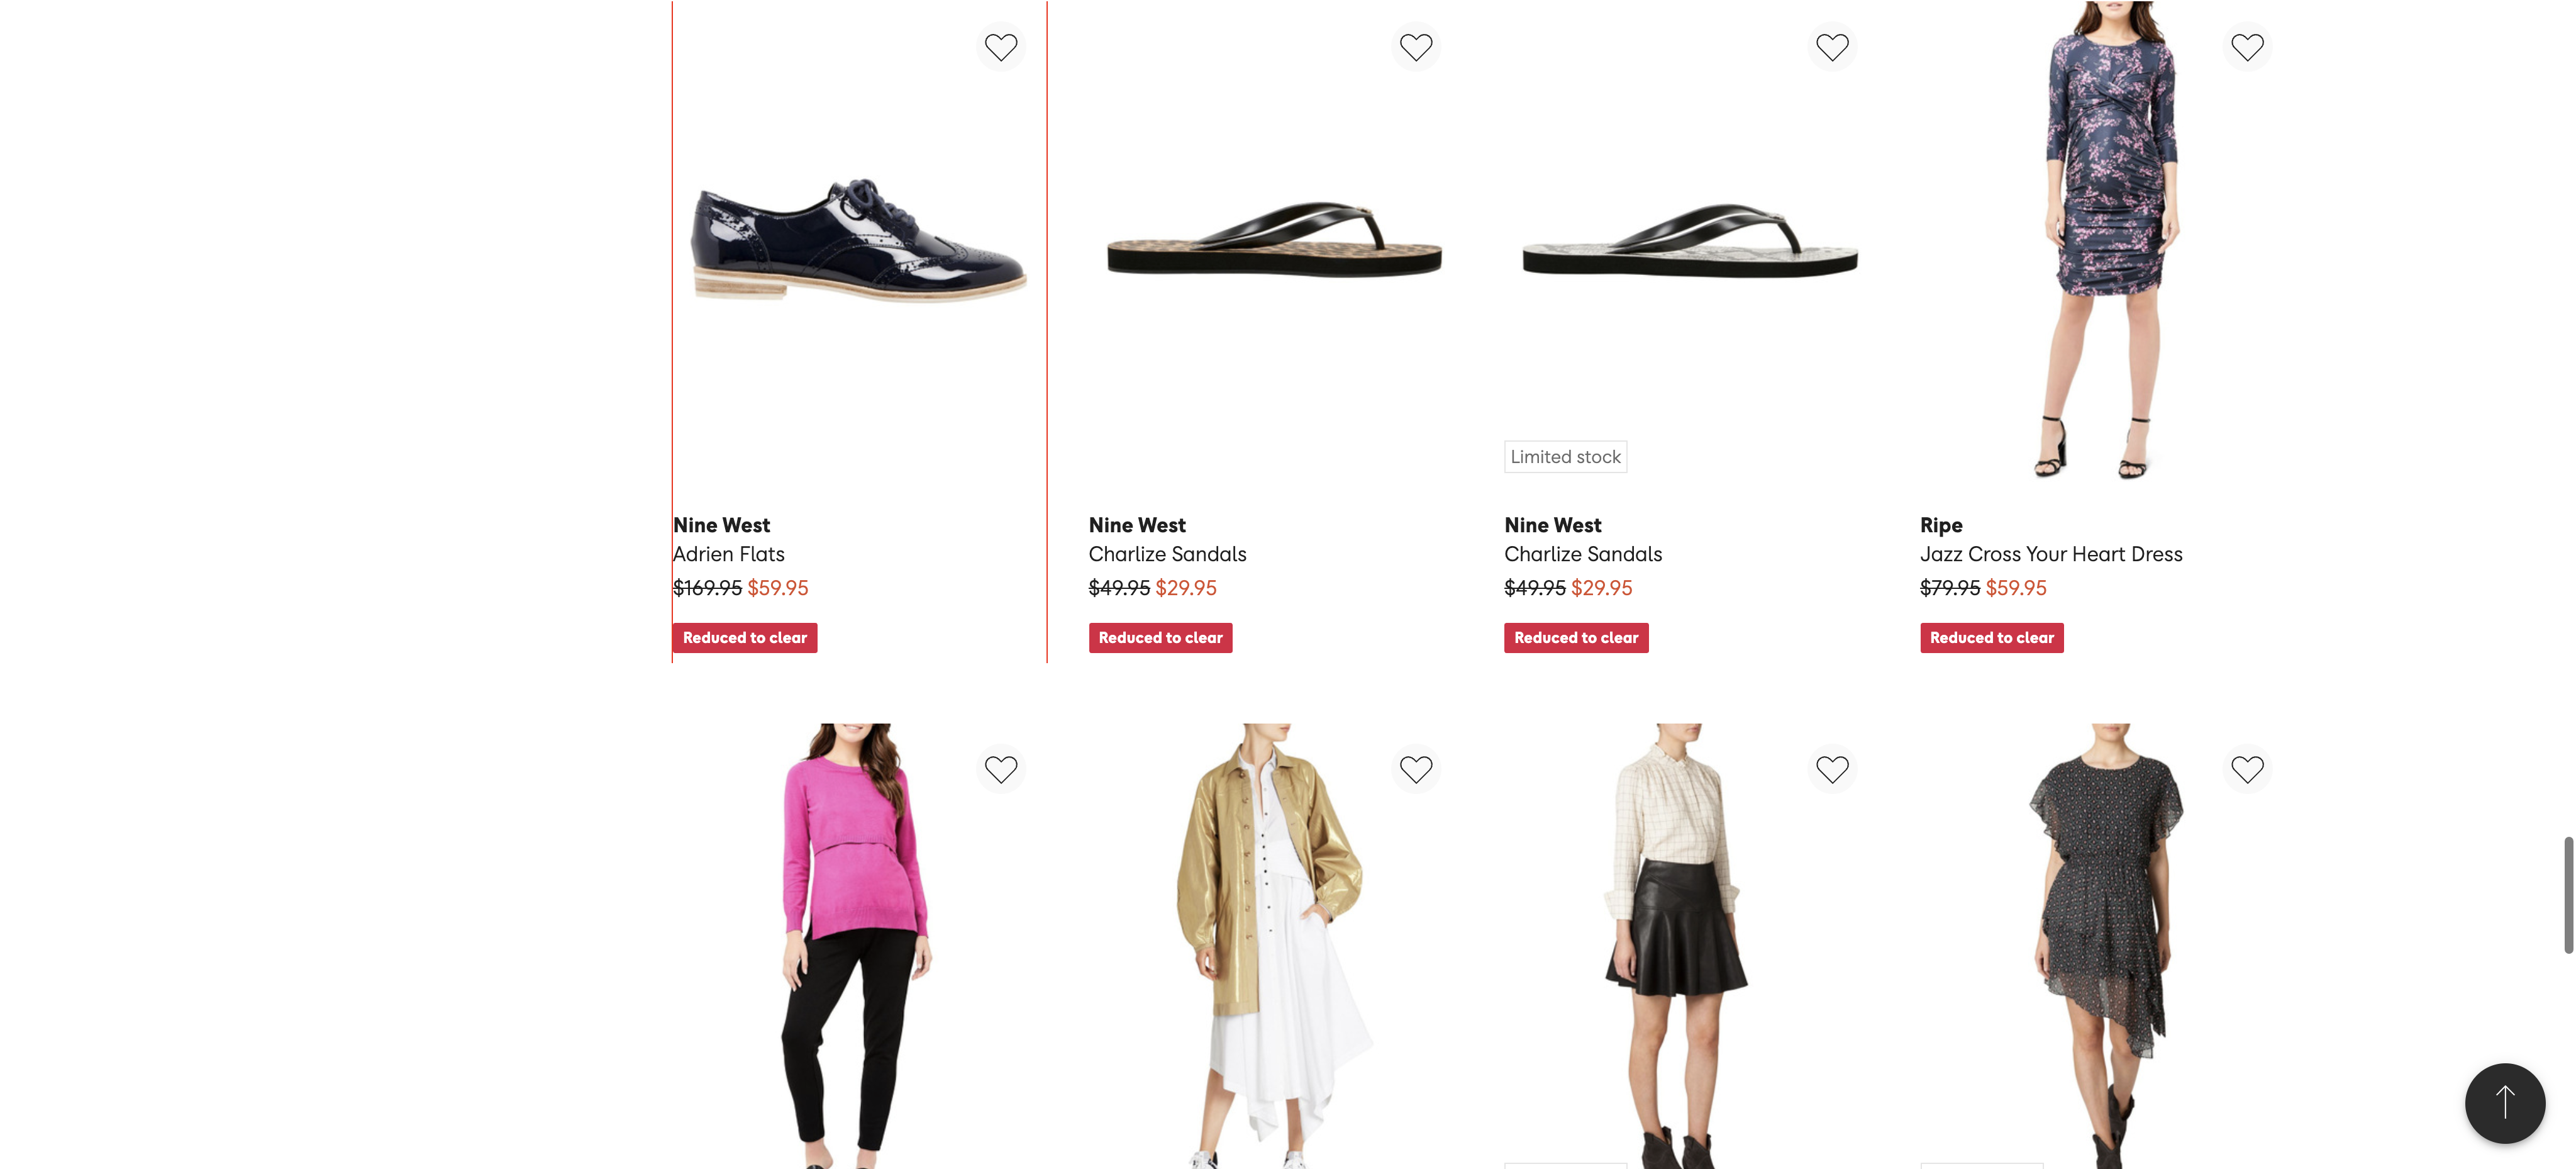 Limited stock
Nine West
Adrien Flats
$169.95 $59.95
Reduced to clear
Nine West
Charlize Sandals
$49.95 $29.95
Reduced to clear
Nine West
Charlize Sandals
$49.95 $29.95
Reduced to clear
Ripe
Jazz Cross Your Heart Dress
$79.95 $59.95
Reduced to clear